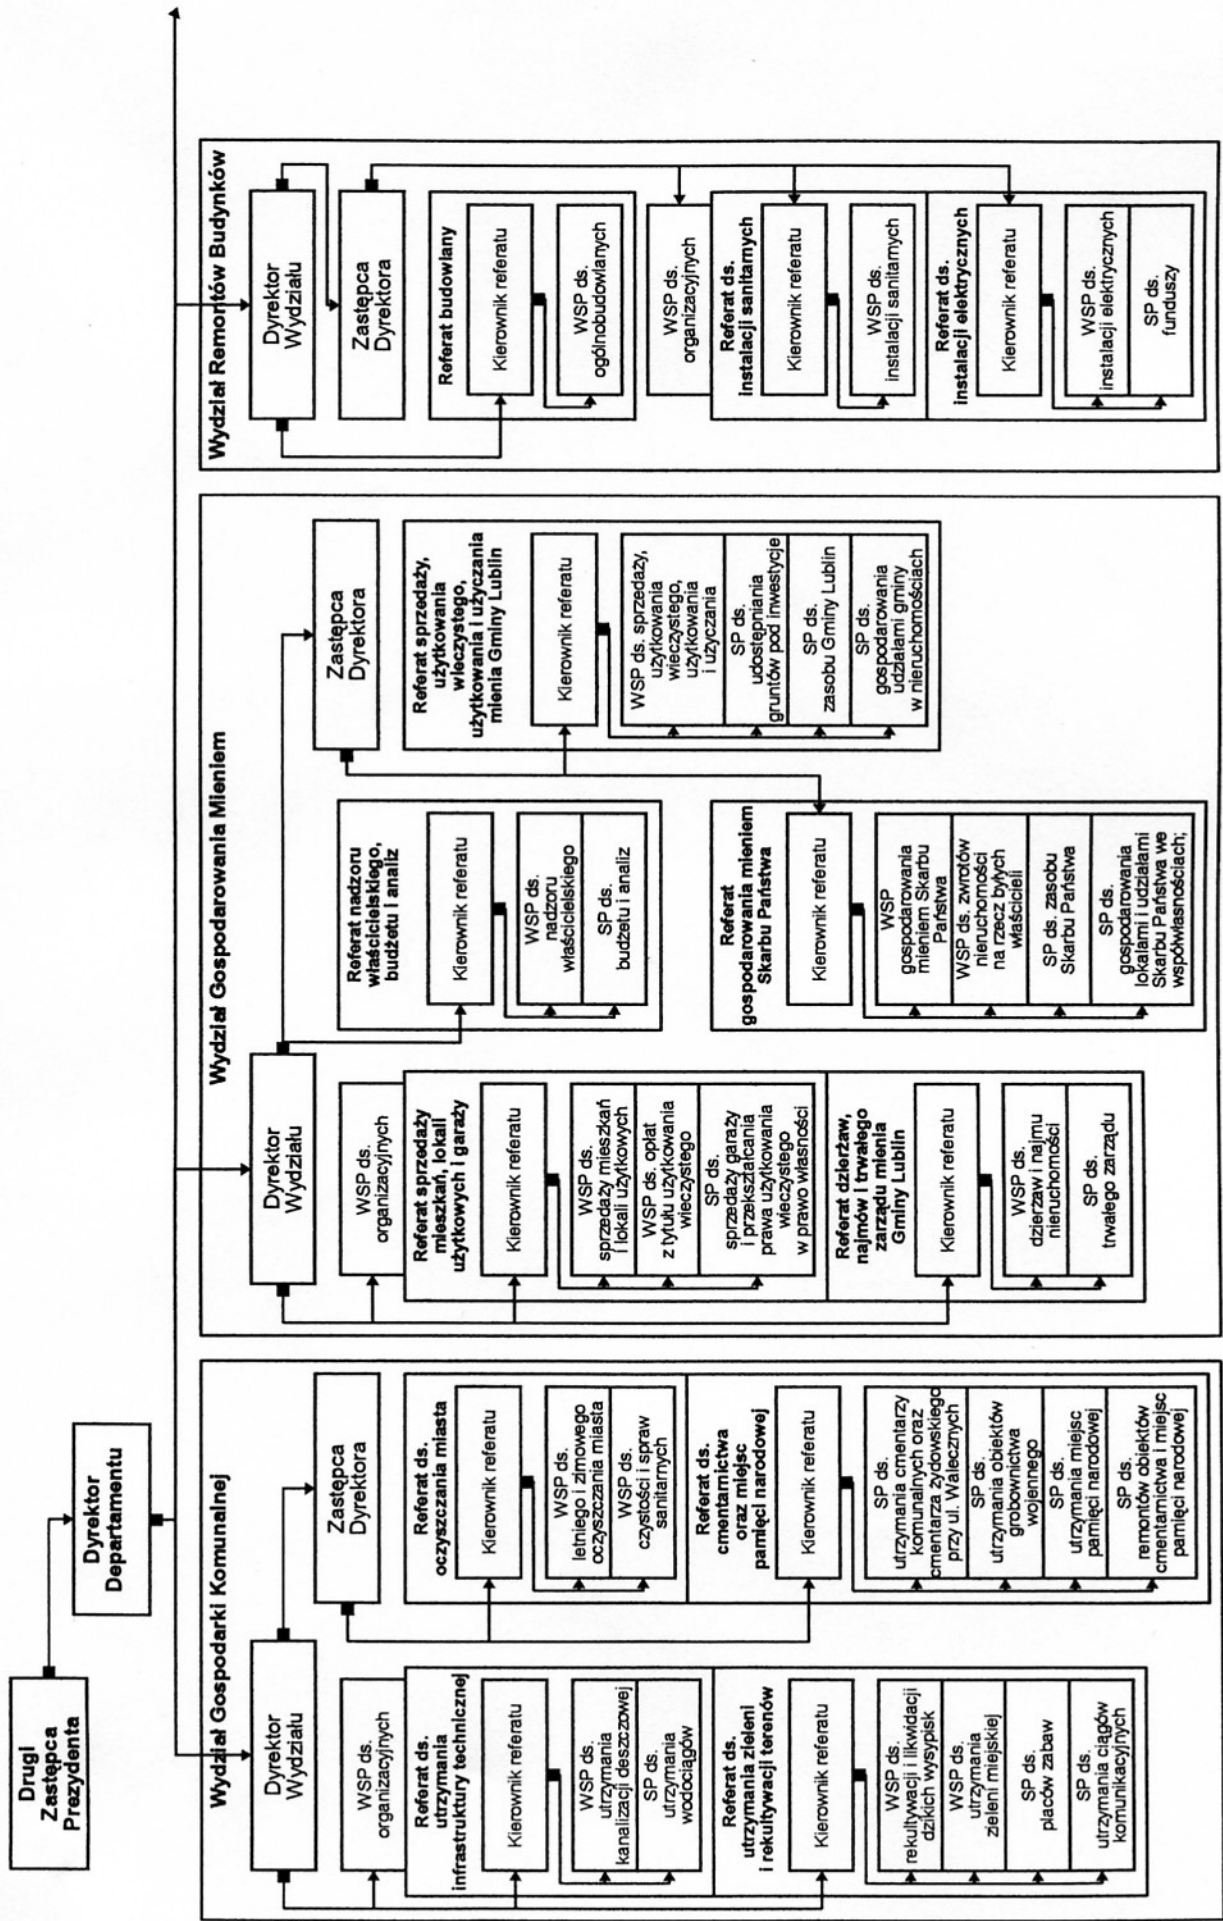 Drugi
Zastępca
Prezydenta
Dyrektor
Departamentu
Wydział Gospodarki Komunalnej
Dyrektor
Wydziału
Zastępca
Dyrektora
WSP ds.
organizacyjnych
Referat ds.
utrzymania
infrastruktury technicznej
Kierownik referatu
WSP ds.
utrzymania
kanalizacji deszczowej
SP ds.
utrzymania
wodociągów
Referat ds.
utrzymania zieleni
i rekultywacji terenów
Kierownik referatu
WSP ds.
rekultywacji i likwidacji
dzikich wysypisk
WSP ds.
utrzymania
zieleni miejskiej
SP ds.
placów zabaw
SP ds.
utrzymania ciągów
komunikacyjnych
Referat ds.
oczyszczania miasta
Kierownik referatu
WSP ds.
letniego i zimowego
oczyszczania miasta
WSP ds.
czystości i spraw
sanitarnych
Referat ds.
cmentarnictwa
oraz miejsc
pamięci narodowej
Kierownik referatu
SP ds.
utrzymania cmentarzy
komunalnych oraz
cmentarza żydowskiego
przy ul. Walecznych
SP ds.
utrzymania obiektów
grobownictwa
wojennego
SP ds.
utrzymania miejsc
pamięci narodowej
SP ds.
remontów obiektów
cmentarnictwa i miejsc
pamięci narodowej
Wydział Gospodarowania Mieniem
Dyrektor
Wydziału
Zastępca
Dyrektora
WSP ds.
organizacyjnych
Referat sprzedaży
mieszkań, lokali
użytkowych i garaży
Kierownik referatu
WSP ds.
sprzedaży mieszkań
i lokali użytkowych
WSP ds. opłat
z tytułu użytkowania
wieczystego
SP ds.
sprzedaży garaży
i przekształcania
prawa użytkowania
wieczystego
w prawo własności
Referat dzierżaw,
najmów i trwałego
zarządu mienia
Gminy Lublin
Kierownik referatu
WSP ds.
dzierżaw i najmu
nieruchomości
SP ds.
trwałego zarządu
Referat nadzoru
właścicielskiego,
budżetu i analiz
Kierownik referatu
WSP ds.
nadzoru
właścicielskiego
SP ds.
budżetu i analiz
Referat
gospodarowania mieniem
Skarbu Państwa
Kierownik referatu
WSP
gospodarowania
mieniem Skarbu
Państwa
WSP ds. zwrotów
nieruchomości
na rzecz byłych
właścicieli
SP ds. zasobu
Skarbu Państwa
SP ds.
gospodarowania
lokalami i udziałami
Skarbu Państwa we
współwłasnościach;
Referat sprzedaży,
użytkowania
wieczystego,
użytkowania i użyczania
mienia Gminy Lublin
Kierownik referatu
WSP ds. sprzedaży,
użytkowania
wieczystego,
użytkowania
i użyczania
SP ds.
udostępniania
gruntów pod inwestycje
SP ds.
zasobu Gminy Lublin
SP ds.
gospodarowania
udziałami gminy
w nieruchomościach
Wydział Remontów Budynków
Dyrektor
Wydziału
Zastępca
Dyrektora
Referat budowlany
Kierownik referatu
WSP ds.
ogólnobudowlanych
WSP ds.
organizacyjnych
Referat ds.
instalacji sanitarnych
Kierownik referatu
WSP ds.
instalacji sanitarnych
Referat ds.
instalacji elektrycznych
Kierownik referatu
WSP ds.
instalacji elektrycznych
SP ds.
funduszy